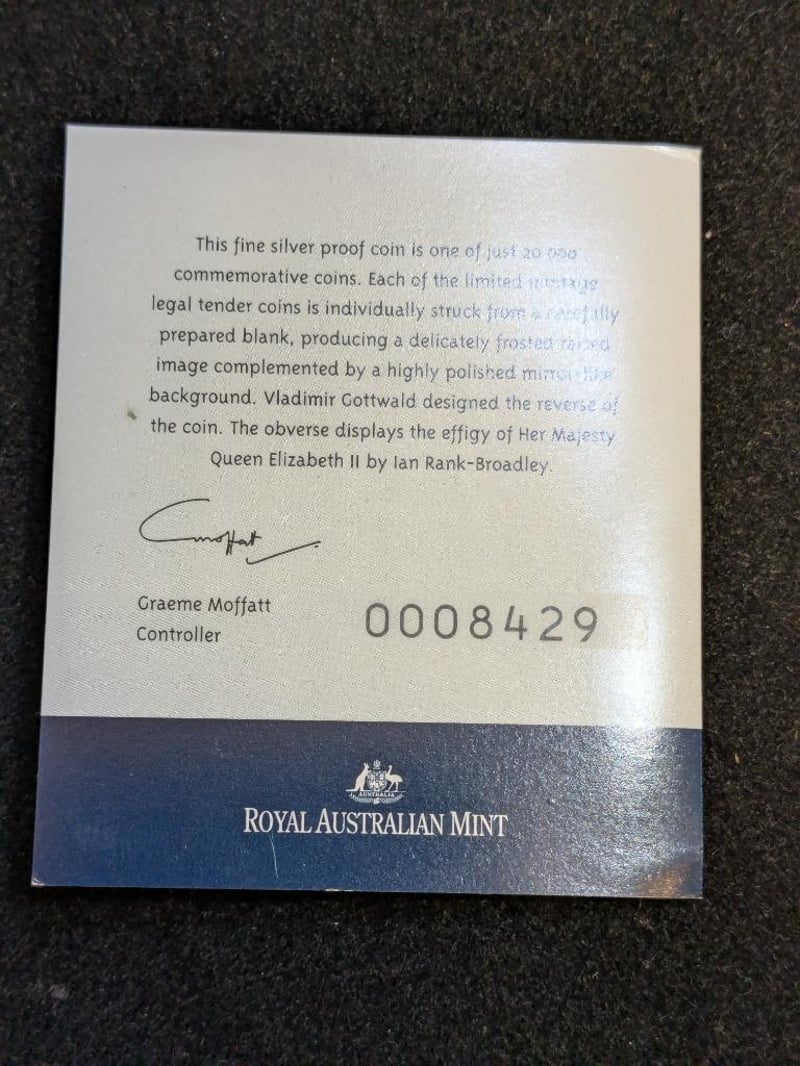 This fine silver proof coin is one of just 20 000
commemorative coins. Each of the limited mintage
legal tender coins is individually struck from a carefully
prepared blank, producing a delicately frosted raised
image complemented by a highly polished mirror-like
background. Vladimir Gottwald designed the reverse of
the coin. The obverse displays the effigy of Her Majesty
Queen Elizabeth II by Ian Rank-Broadley.
GMoffatt
Graeme Moffatt
Controller
0008429
AUSTRALIA
ROYAL AUSTRALIAN MINT